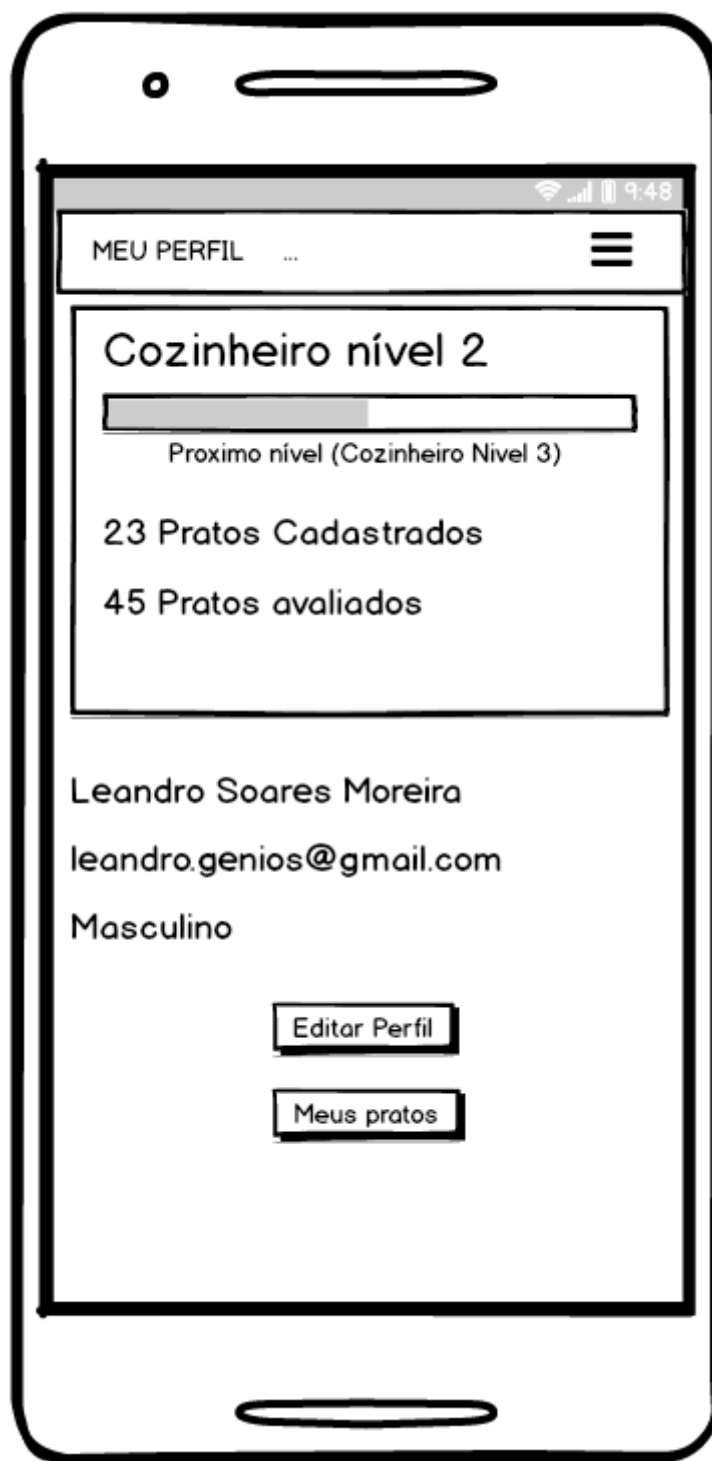 9:48
MEU PERFIL ...
Cozinheiro nível 2
Proximo nível (Cozinheiro Nivel 3)
23 Pratos Cadastrados
45 Pratos avaliados
Leandro Soares Moreira
leandro.genios@gmail.com
Masculino
Editar Perfil
Meus pratos